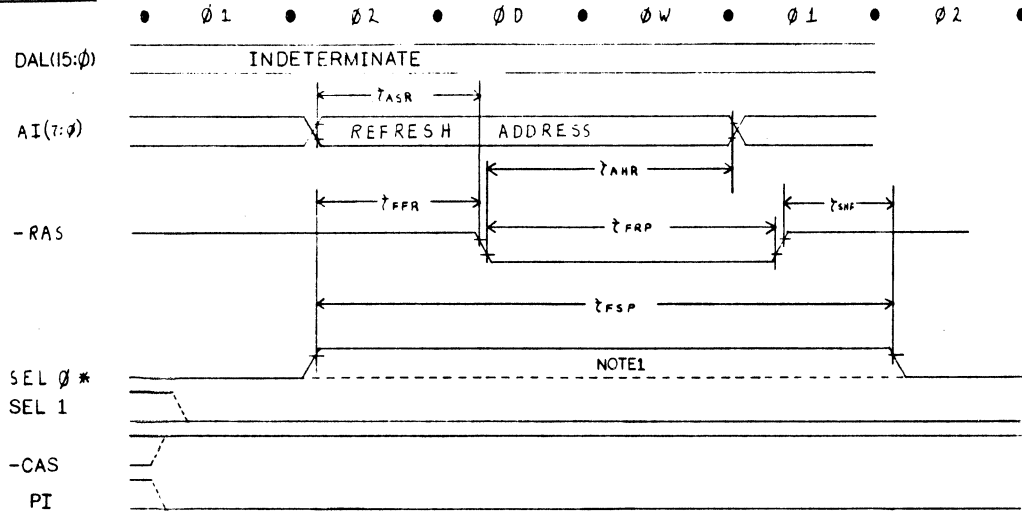 Ø1 Ø2 ØD ØW Ø1 Ø2
DAL(15:Ø) INDETERMINATE
τASR
AI(7:Ø) REFRESH ADDRESS
τAHR
τFFR τSHF
-RAS τFRP
τFSP
NOTE1
SEL Ø *
SEL 1
-CAS
PI